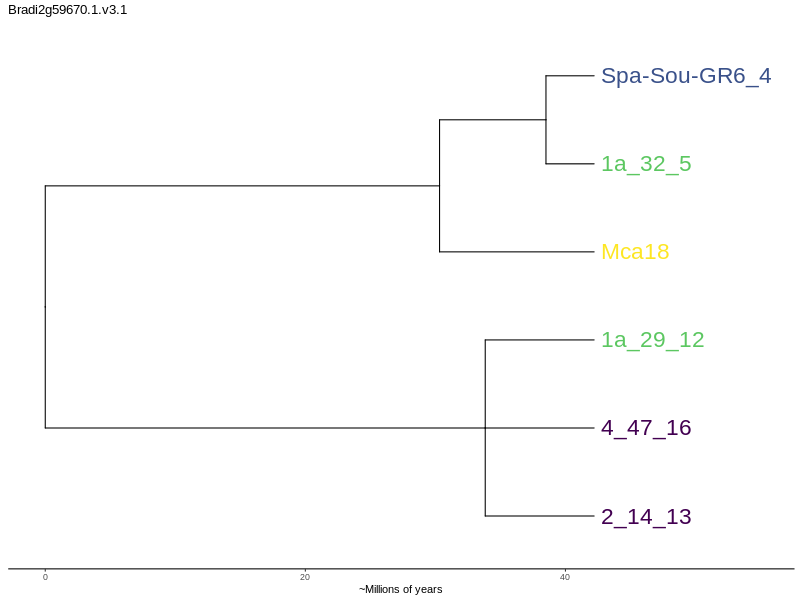 Bradi2g59670.1.v3.1
Spa-Sou-GR6_4
1a_32_5
Mca18
1a_29_12
4_47_16
2_14_13
0 20 40
~Millions of years